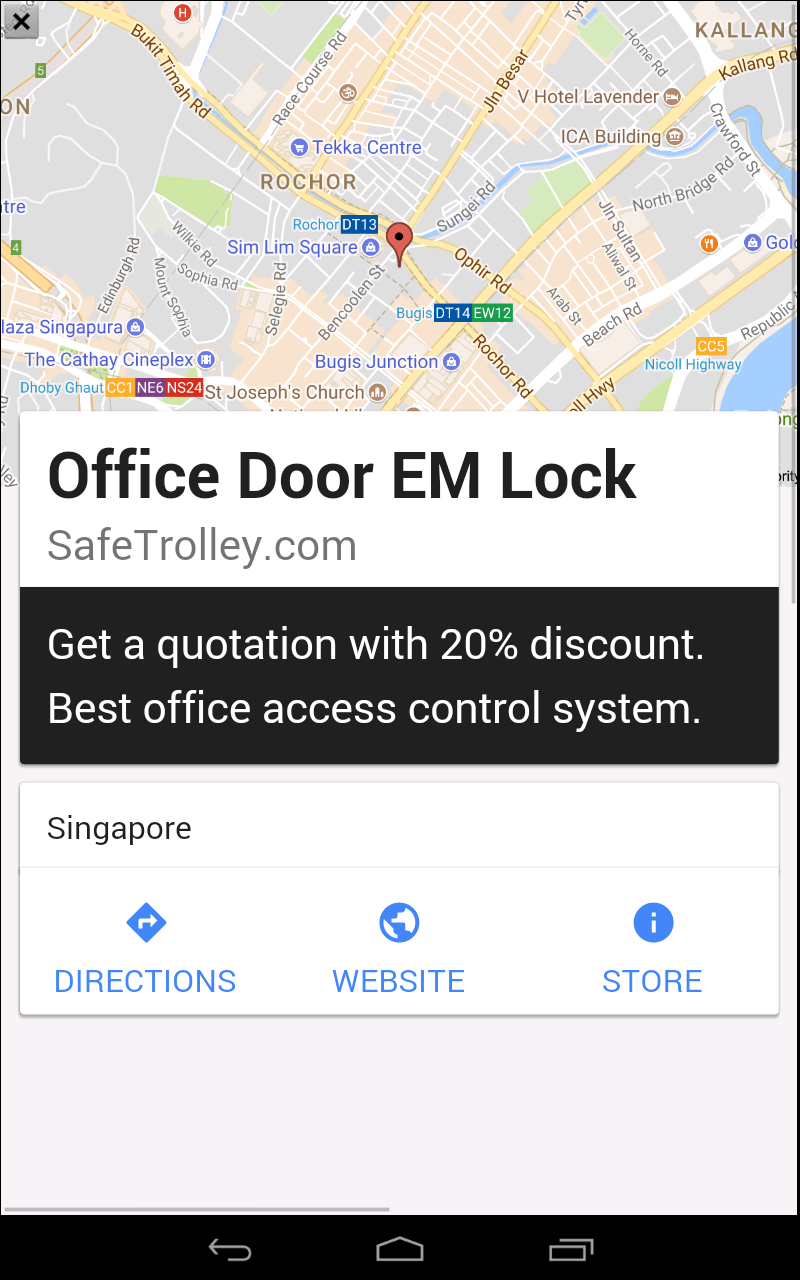 H
KALLANG
Bukit Timah Rd
Race Course Rd
Jln Besar
Horne Rd
Kallang Rd
5
V Hotel Lavender
ON
Crawford St
ICA Building
Tekka Centre
ROCHOR
North Bridge Rd
Sungei Rd
Rochor DT13
Wilkie Rd
Jln Sultan
4
Sim Lim Square
Edinburgh Rd
Sophia Rd
Mount Sophia
Selegie Rd
Bencoolen St
Ophir Rd
Aliwat St
Arab St
Beach Rd
Republic
Bugis DT14 EW12
laza Singapura
Rochor Rd
CC5
Nicoll Highway
The Cathay Cineplex
Bugis Junction
Dhoby Ghaut CC1 NE6 NS24
St Joseph's Church
oll Hwy
Office Door EM Lock
SafeTrolley.com
Get a quotation with 20% discount.
Best office access control system.
Singapore
DIRECTIONS
WEBSITE
STORE